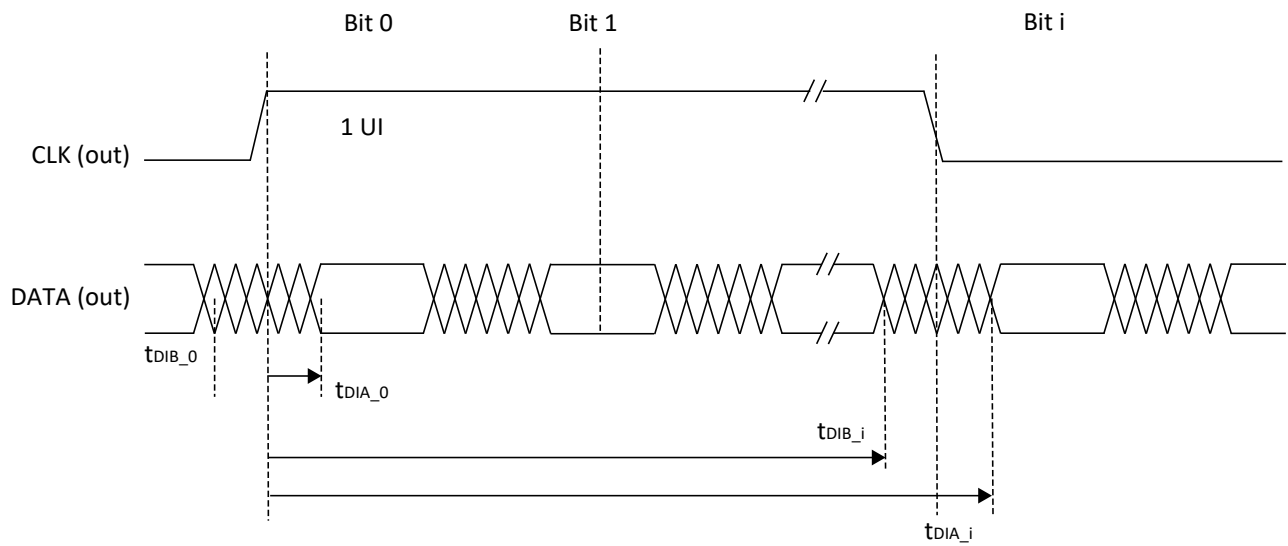 Bit 0 Bit 1 Bit i
1 UI
CLK (out)
DATA (out)
tDIB_0
tDIA_0
tDIB_i
tDIA_i